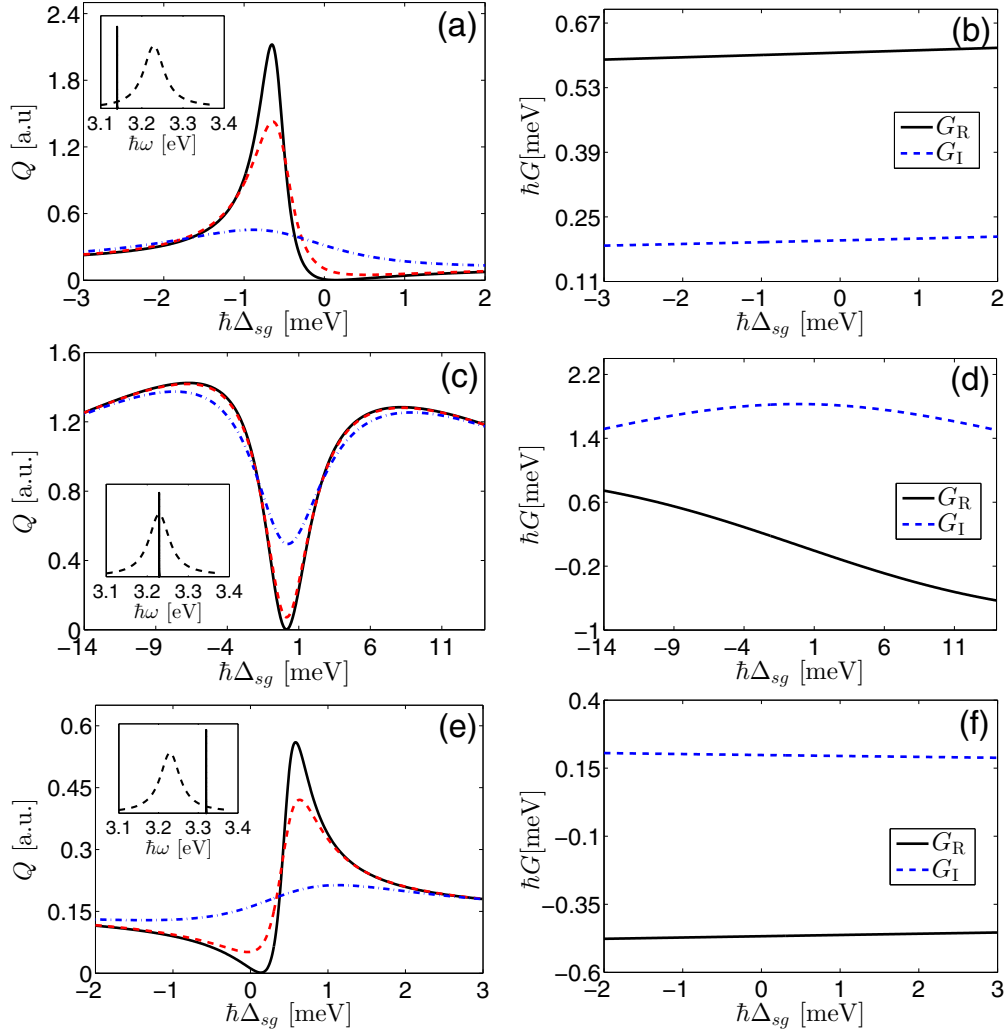 (a)
2.4
1.8
1.2
0.6
0
Q [a.u]
3.1 3.2 3.3 3.4
ħω [eV]
−3 −2 −1 0 1 2
ħΔsg [meV]
(b)
0.67
0.53
0.39
0.25
0.11
ħG[meV]
GR
GI
−3 −2 −1 0 1 2
ħΔsg [meV]
(c)
1.6
1.2
0.8
0.4
0
Q [a.u.]
3.1 3.2 3.3 3.4
ħω [eV]
−14 −9 −4 1 6 11
ħΔsg [meV]
(d)
2.2
1.4
0.6
−0.2
−1
ħG[meV]
GR
GI
−14 −9 −4 1 6 11
ħΔsg [meV]
(e)
0.6
0.45
0.3
0.15
0
Q [a.u.]
3.1 3.2 3.3 3.4
ħω [eV]
−2 −1 0 1 2 3
ħΔsg [meV]
(f)
0.4
0.15
−0.1
−0.35
−0.6
ħG[meV]
GR
GI
−2 −1 0 1 2 3
ħΔsg [meV]